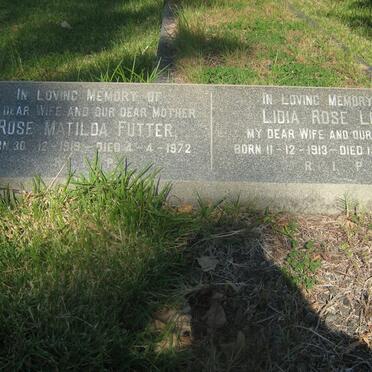 IN LOVING MEMORY OF
DEAR WIFE AND OUR DEAR MOTHER
ROSE MATILDA FUTTER,
30-12-1919 - DIED 4-4-1972
P
IN LOVING MEMORY
LIDIA ROSE
MY DEAR WIFE AND OUR
BORN 11-12-1913-DIED
R. I. P